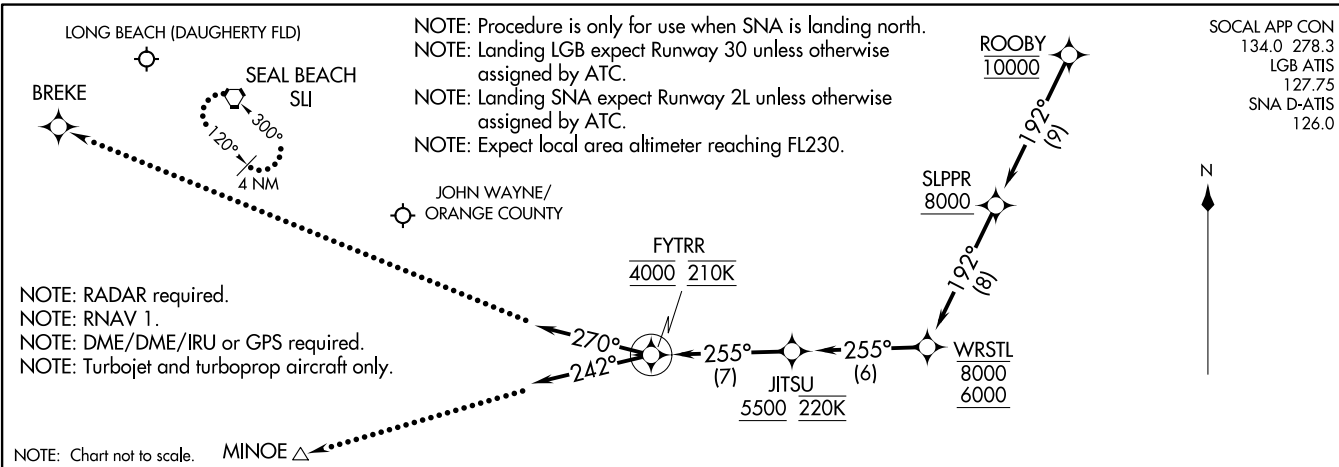 LONG BEACH (DAUGHERTY FLD)
BREKE
SEAL BEACH
SLI
300°
120°
4 NM
NOTE: Procedure is only for use when SNA is landing north.
NOTE: Landing LGB expect Runway 30 unless otherwise
assigned by ATC.
NOTE: Landing SNA expect Runway 2L unless otherwise
assigned by ATC.
NOTE: Expect local area altimeter reaching FL230.
ROOBY
10000
SOCAL APP CON
134.0 278.3
LGB ATIS
127.75
SNA D-ATIS
126.0
192°
(9)
SLPPR
8000
N
JOHN WAYNE/
ORANGE COUNTY
192°
(8)
FYTRR
4000 210K
NOTE: RADAR required.
NOTE: RNAV 1.
NOTE: DME/DME/IRU or GPS required.
NOTE: Turbojet and turboprop aircraft only.
270°
242°
255°
(7)
JITSU
5500 220K
255°
(6)
WRSTL
8000
6000
NOTE: Chart not to scale.
MINOE